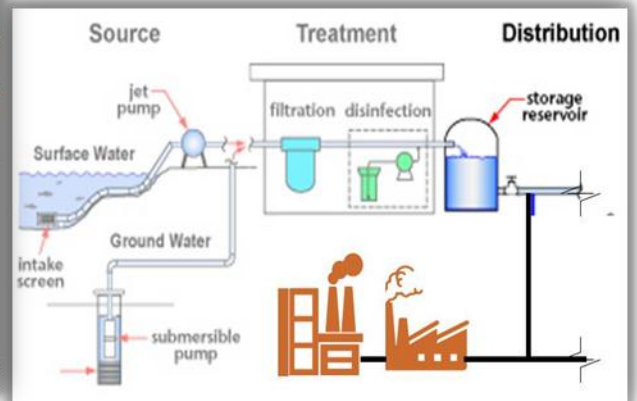 Source
Treatment
Distribution
jet
pump
filtration
disinfection
storage
reservoir
Surface Water
Ground Water
intake
screen
submersible
pump